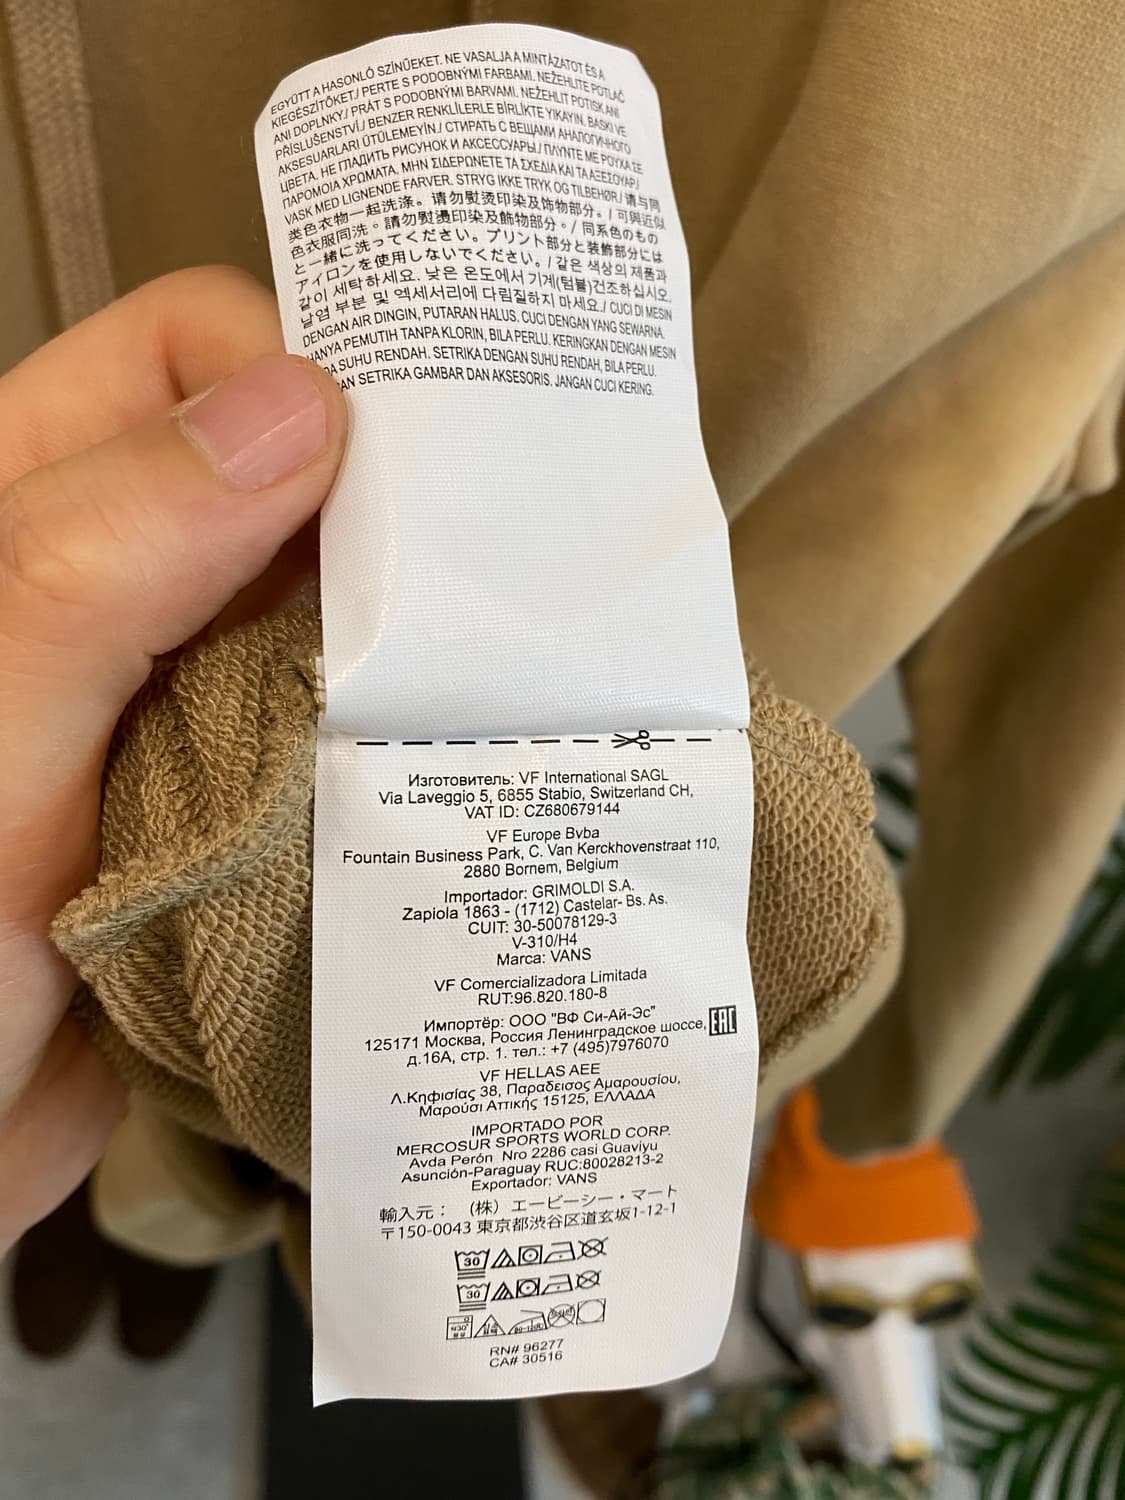 EGYÜTT A HASONLÓ SZÍNŰEKET. NE VASALJA A MINTÁZATOT ÉS A
KIEGÉSZÍTŐKET./ PERTE S PODOBNÝMI FARBAMI. NEŽEHLITE POTLAČ
ANI DOPLNKY./ PRÁT S PODOBNÝMI BARVAMI. NEŽEHLIT POTISK ANI
PŘÍSLUŠENSTVÍ./ BENZER RENKLILERLE BİRLİKTE YIKAYIN. BASKI VE
AKSESUARLARI ÜTÜLEMEYİN./ СТИРАТЬ С ВЕЩАМИ АНАЛОГИЧНОГО
ЦВЕТА. НЕ ГЛАДИТЬ РИСУНОК И АКСЕССУАРЫ./ ΠΛΥΝΤΕ ΜΕ ΡΟΥΧΑ ΣΕ
ΠΑΡΟΜΟΙΑ ΧΡΩΜΑΤΑ. ΜΗΝ ΣΙΔΕΡΩΝΕΤΕ ΤΑ ΣΧΕΔΙΑ ΚΑΙ ΤΑ ΑΞΕΣΟΥΑΡ./
VASK MED LIGNENDE FARVER. STRYG IKKE TRYK OG TILBEHØR./ 请与同
类色衣物一起洗涤。请勿熨烫印染及饰物部分。/ 可與近似
色衣服同洗。請勿熨燙印染及飾物部分。/ 同系色のもの
と一緒に洗ってください。プリント部分と装飾部分には
アイロンを使用しないでください。/ 같은 색상의 제품과
같이 세탁하세요. 낮은 온도에서 기계(텀블)건조하십시오.
날염 부분 및 엑세서리에 다림질하지 마세요./ CUCI DI MESIN
DENGAN AIR DINGIN, PUTARAN HALUS. CUCI DENGAN YANG SEWARNA.
HANYA PEMUTIH TANPA KLORIN, BILA PERLU. KERINGKAN DENGAN MESIN
SUHU RENDAH. SETRIKA DENGAN SUHU RENDAH, BILA PERLU.
SETRIKA GAMBAR DAN AKSESORIS. JANGAN CUCI KERING.
Изготовитель: VF International SAGL
Via Laveggio 5, 6855 Stabio, Switzerland CH,
VAT ID: CZ680679144
VF Europe Bvba
Fountain Business Park, C. Van Kerckhovenstraat 110,
2880 Bornem, Belgium
Importador: GRIMOLDI S.A.
Zapiola 1863 - (1712) Castelar- Bs. As.
CUIT: 30-50078129-3
V-310/H4
Marca: VANS
VF Comercializadora Limitada
RUT:96.820.180-8
Импортёр: ООО "ВФ Си-Ай-Эс"
125171 Москва, Россия Ленинградское шоссе, EAC
д.16А, стр. 1. тел.: +7 (495)7976070
VF HELLAS AEE
Λ.Κηφισίας 38, Παραδεισος Αμαρουσίου,
Μαρούσι Αττικής 15125, ΕΛΛΑΔΑ
IMPORTADO POR
MERCOSUR SPORTS WORLD CORP.
Avda Perón Nro 2286 casi Guaviyu
Asunción-Paraguay RUC:80028213-2
Exportador: VANS
輸入元： （株）エービーシー・マート
〒150-0043 東京都渋谷区道玄坂1-12-1
30
30
RN# 96277
CA# 30516